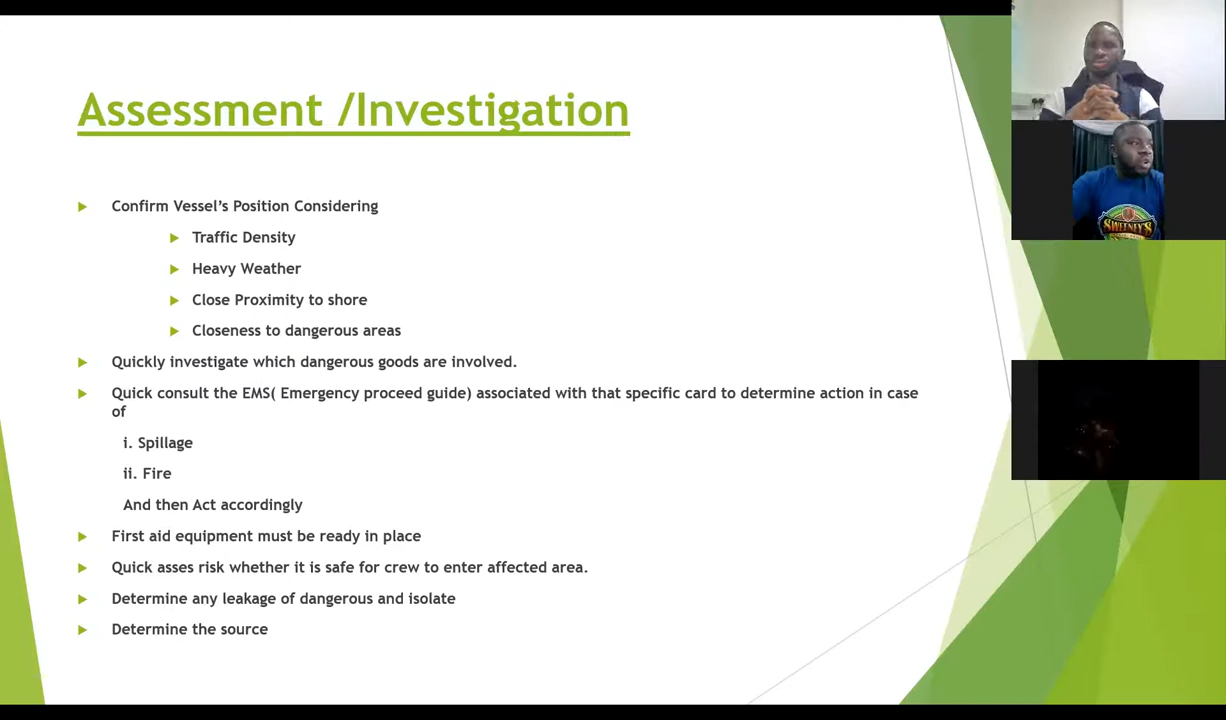 Assessment /Investigation
Confirm Vessel's Position Considering
Traffic Density
Heavy Weather
Close Proximity to shore
Closeness to dangerous areas
Quickly investigate which dangerous goods are involved.
Quick consult the EMS( Emergency proceed guide) associated with that specific card to determine action in case
of
i. Spillage
ii. Fire
And then Act accordingly
First aid equipment must be ready in place
Quick asses risk whether it is safe for crew to enter affected area.
Determine any leakage of dangerous and isolate
Determine the source
SWEENEY'S